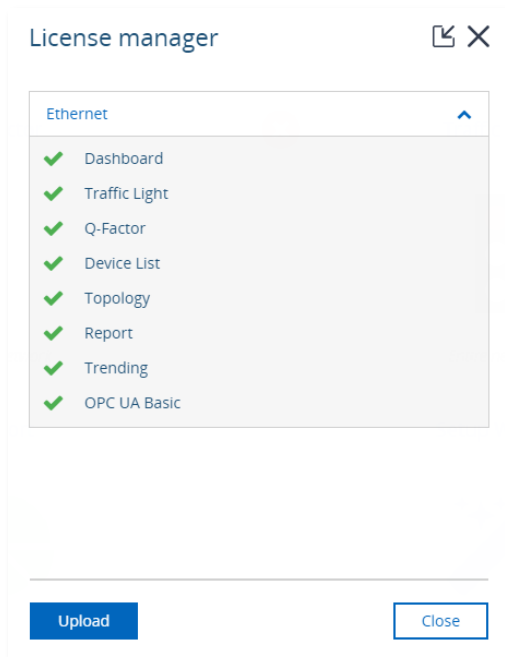 License manager
Ethernet
Dashboard
Traffic Light
Q-Factor
Device List
Topology
Report
Trending
OPC UA Basic
Upload
Close